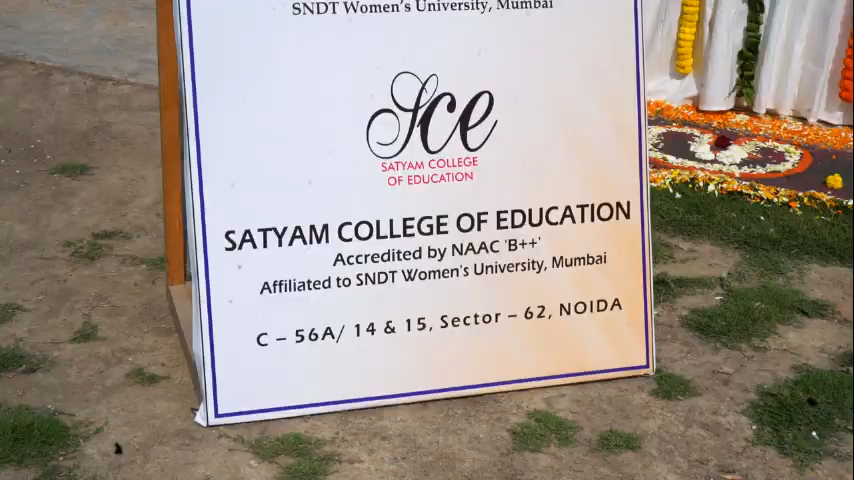 SNDT Women's University, Mumbai
Sce
SATYAM COLLEGE
OF EDUCATION
SATYAM COLLEGE OF EDUCATION
Accredited by NAAC 'B++'
Affiliated to SNDT Women's University, Mumbai
C – 56A/ 14 & 15, Sector – 62, NOIDA